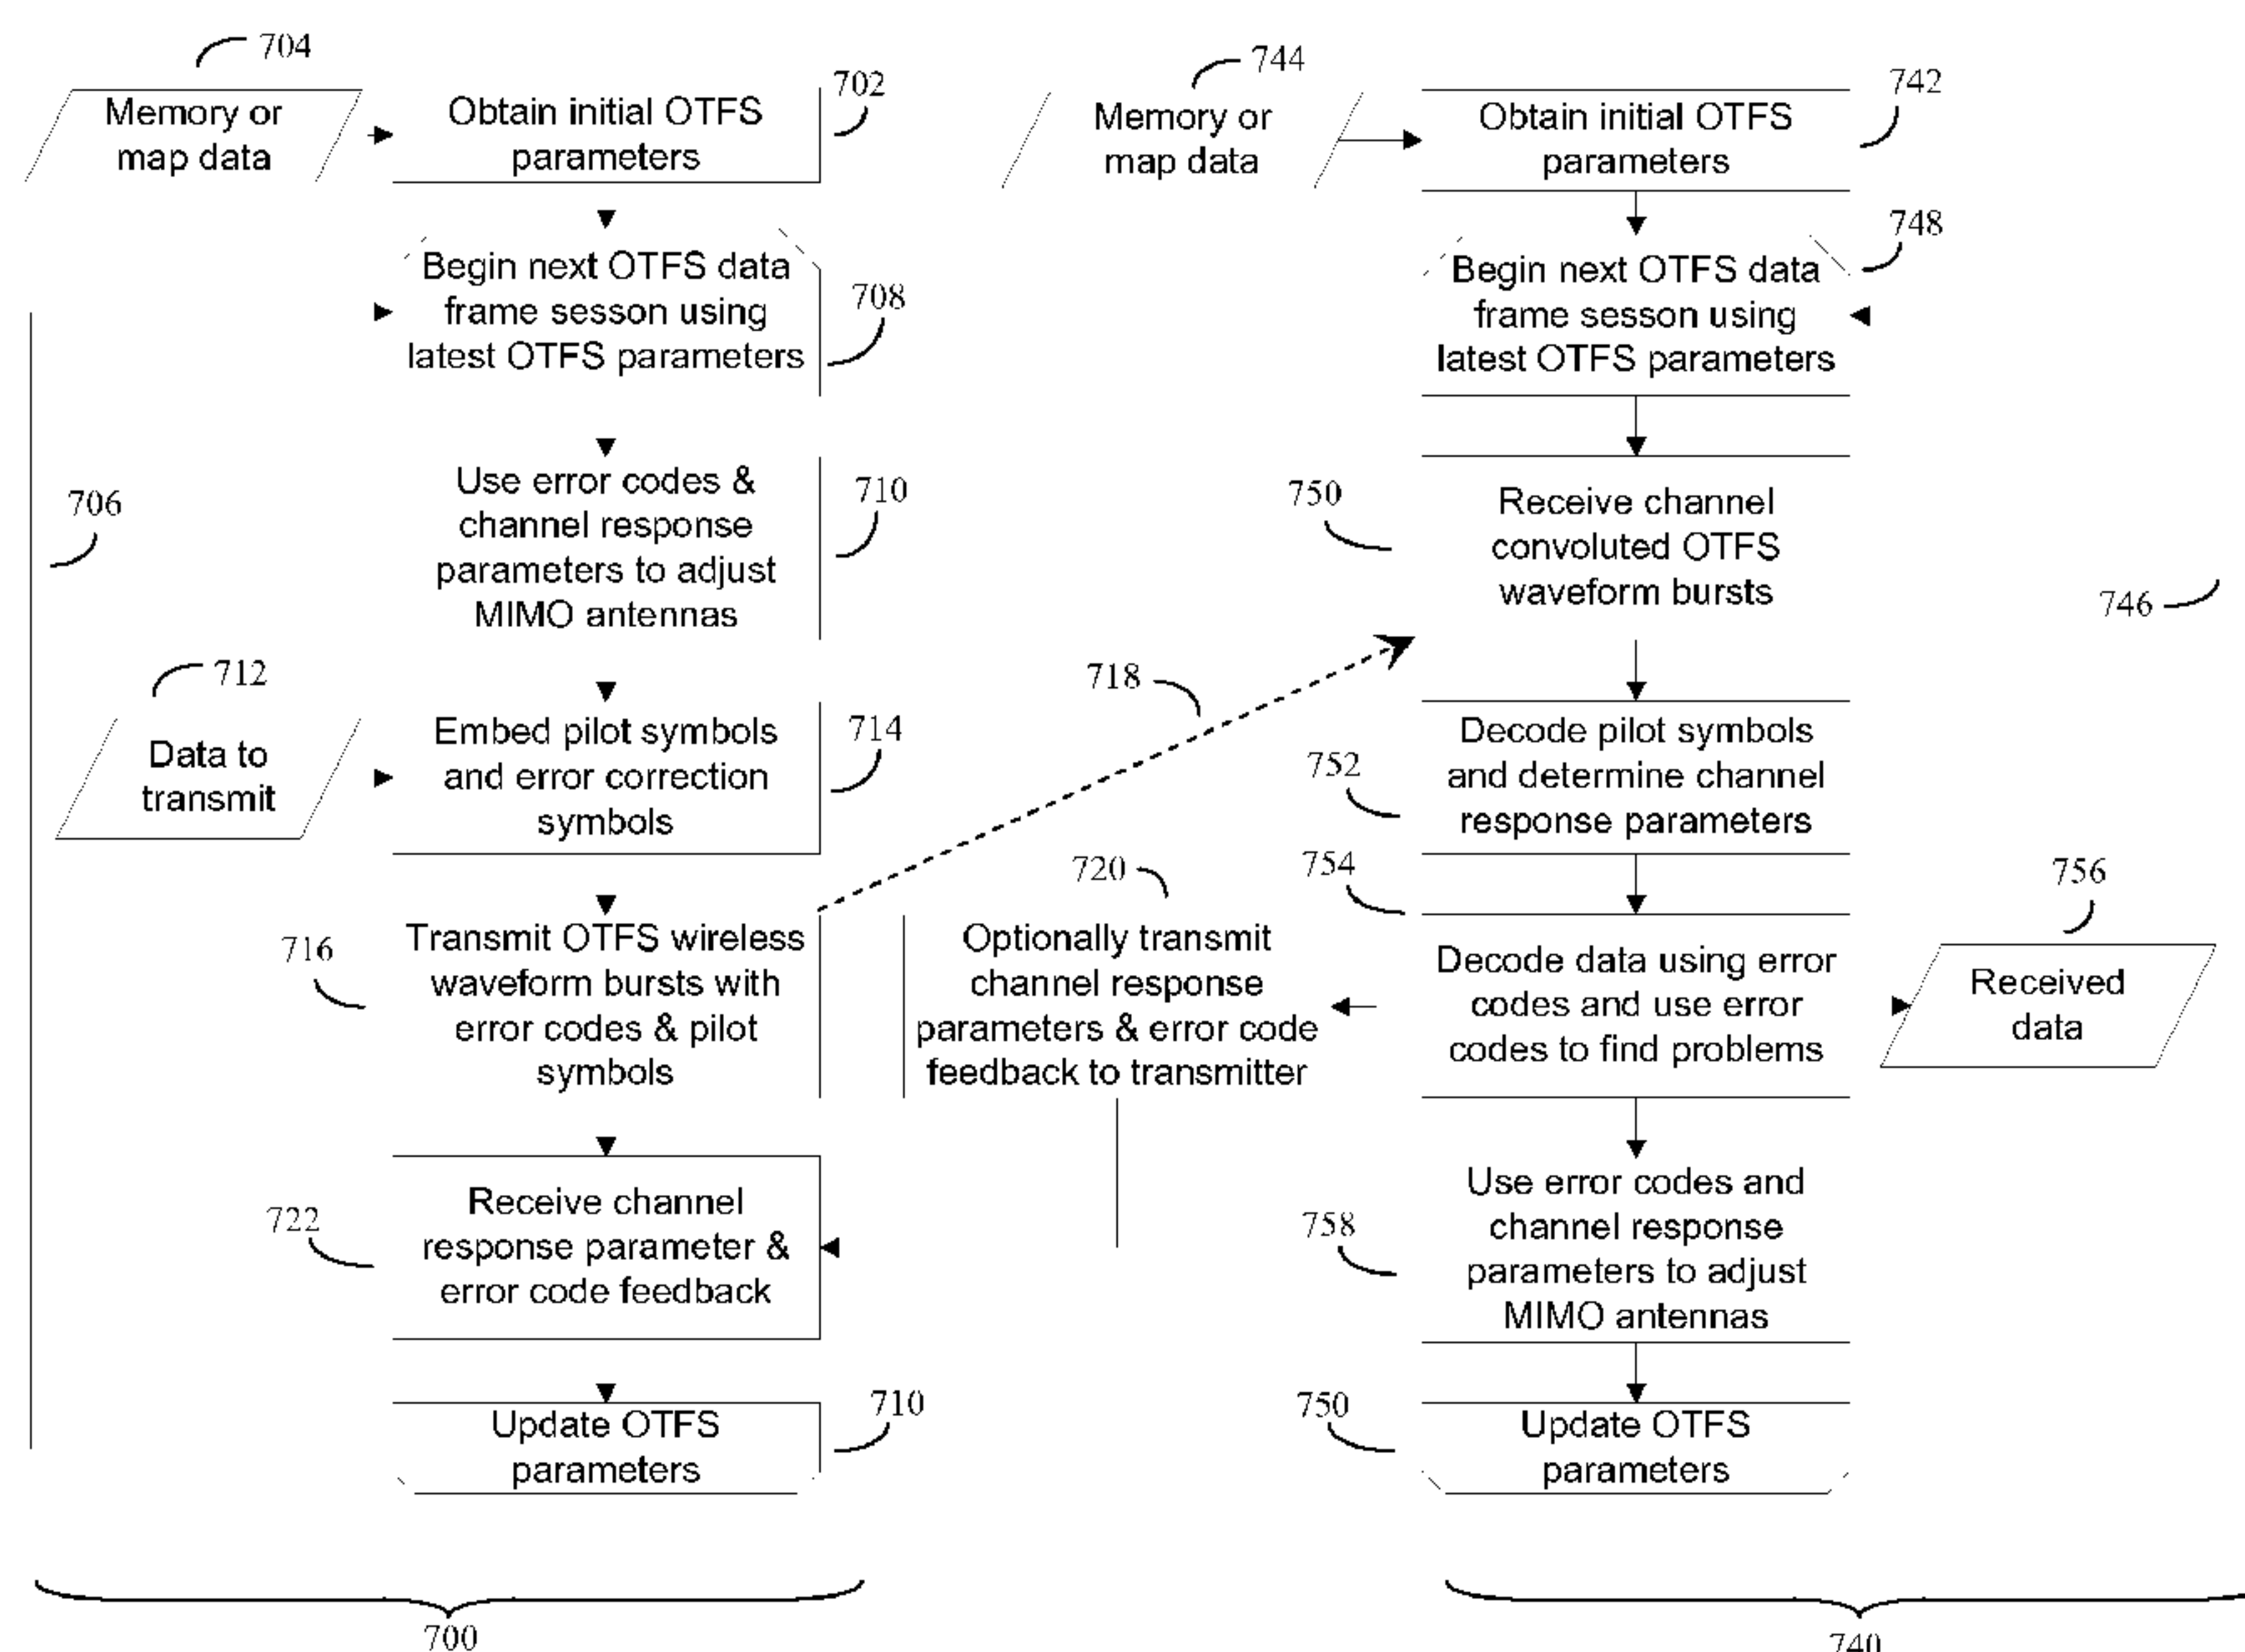 704
Memory or
map data
702
Obtain initial OTFS
parameters
708
Begin next OTFS data
frame sesson using
latest OTFS parameters
706
710
Use error codes &
channel response
parameters to adjust
MIMO antennas
712
Data to
transmit
714
Embed pilot symbols
and error correction
symbols
716
Transmit OTFS wireless
waveform bursts with
error codes & pilot
symbols
718
720
Optionally transmit
channel response
parameters & error code
feedback to transmitter
722
Receive channel
response parameter &
error code feedback
710
Update OTFS
parameters
700
744
Memory or
map data
742
Obtain initial OTFS
parameters
748
Begin next OTFS data
frame sesson using
latest OTFS parameters
750
Receive channel
convoluted OTFS
waveform bursts
746
752
Decode pilot symbols
and determine channel
response parameters
754
Decode data using error
codes and use error
codes to find problems
756
Received
data
758
Use error codes and
channel response
parameters to adjust
MIMO antennas
750
Update OTFS
parameters
740